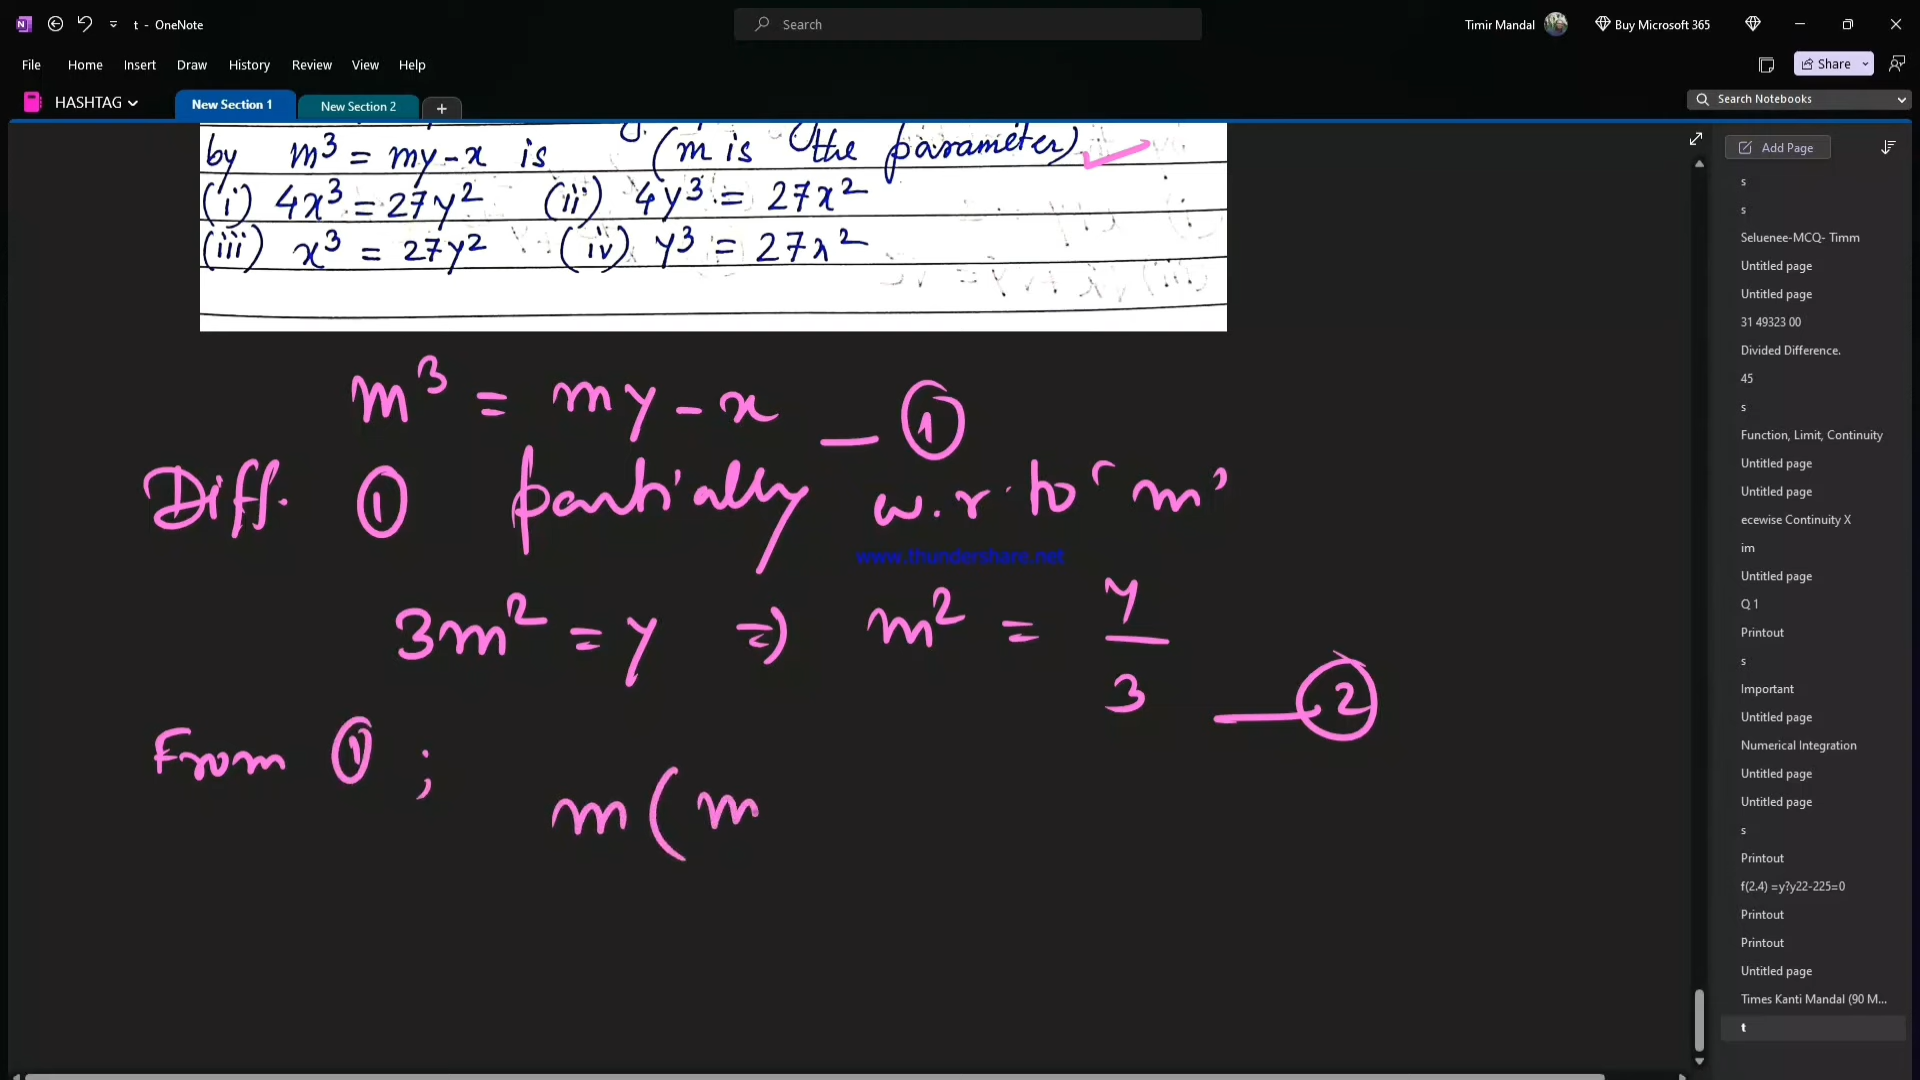 t - OneNote
Search
Timir Mandal
Buy Microsoft 365
File Home Insert Draw History Review View Help
Share
HASHTAG
New Section 1
New Section 2
+
Search Notebooks
by m³ = my - x is (m is the parameter)
(i) 4x³ = 27y² (ii) 4y³ = 27x²
(iii) x³ = 27y² (iv) y³ = 27x²
m³ = my - x — ①
Diff. ① partially w.r. to 'm'
www.thundershare.net
3m² = y ⇒ m² = y/3 — ②
From ① ;
m(m
Add Page
s
s
Seluenee-MCQ- Timm
Untitled page
Untitled page
31 49323 00
Divided Difference.
45
s
Function, Limit, Continuity
Untitled page
Untitled page
ecewise Continuity X
im
Untitled page
Q 1
Printout
s
Important
Untitled page
Numerical Integration
Untitled page
Untitled page
s
Printout
f(2.4) =y?y22-225=0
Printout
Printout
Untitled page
Times Kanti Mandal (90 M...
t